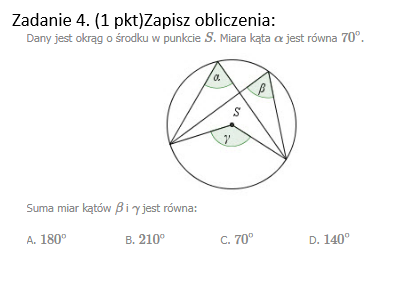 Zadanie 4. (1 pkt)Zapisz obliczenia:
Dany jest okrąg o środku w punkcie S. Miara kąta α jest równa 70°.
α
β
S
γ
Suma miar kątów β i γ jest równa:
A. 180° B. 210° C. 70° D. 140°